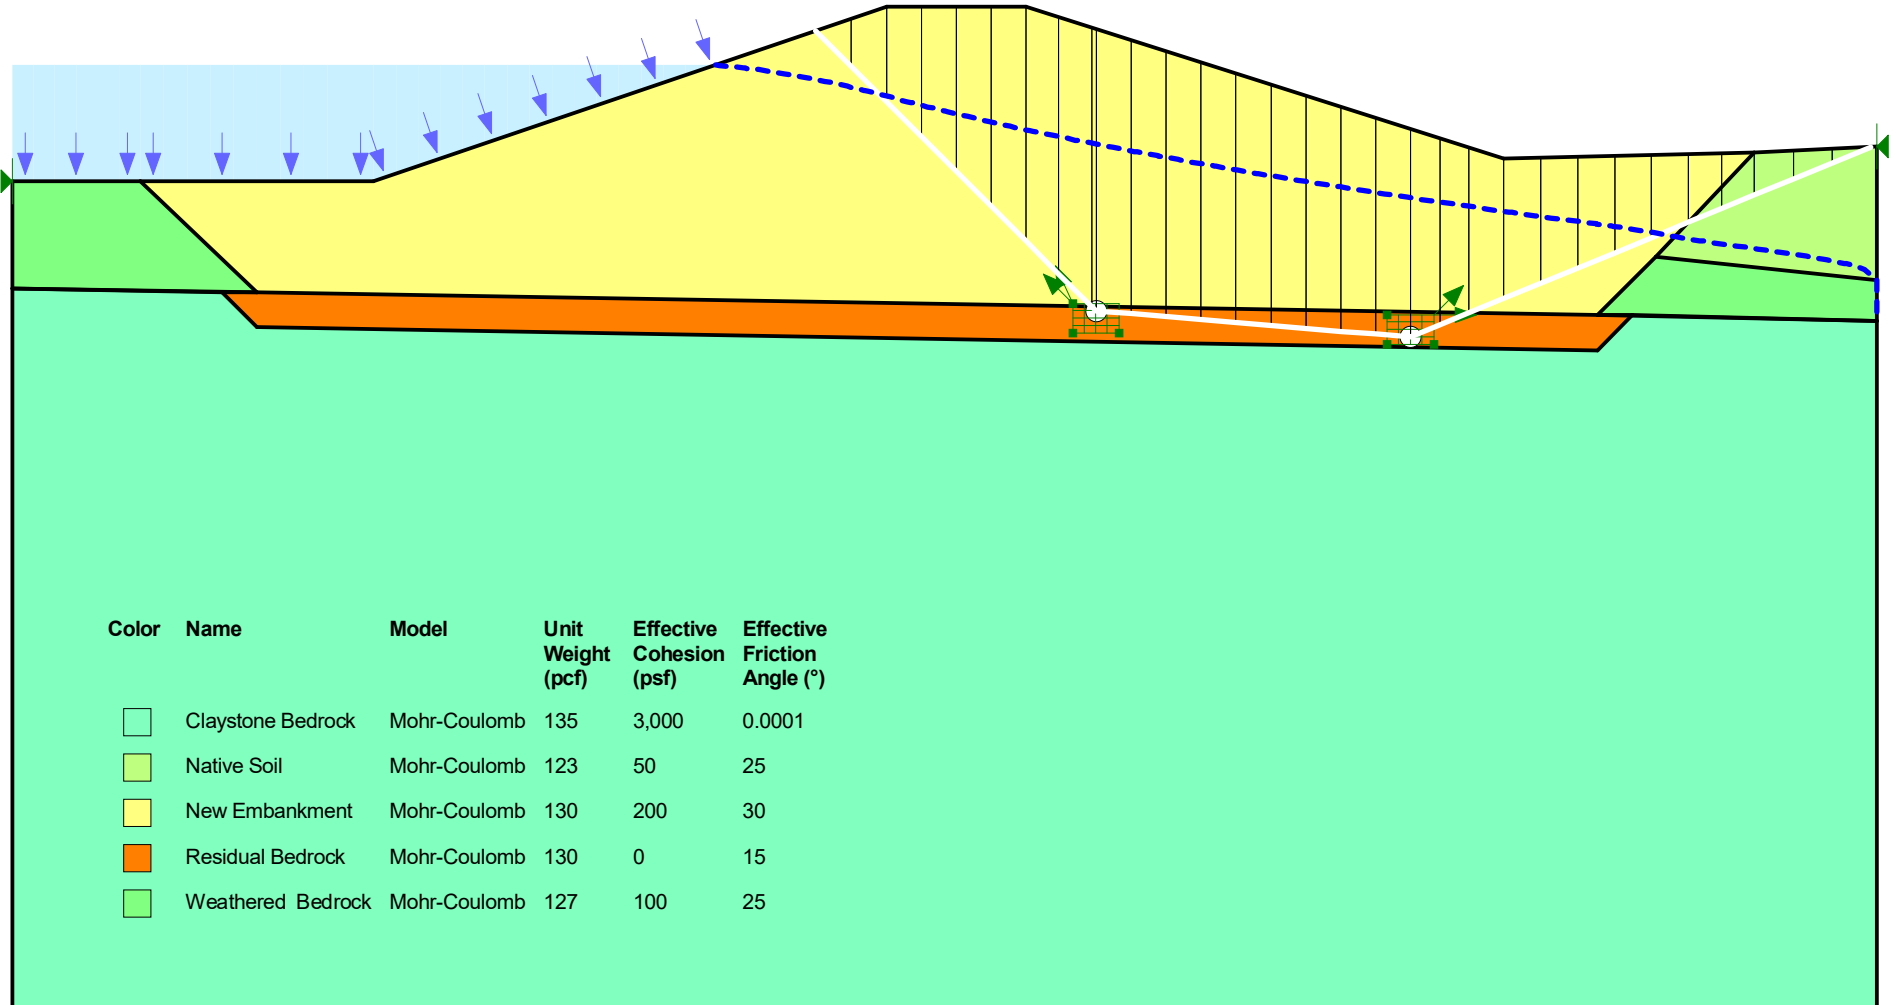 Color Name Model Unit Weight (pcf) Effective Cohesion (psf) Effective Friction Angle (°)
Claystone Bedrock Mohr-Coulomb 135 3,000 0.0001
Native Soil Mohr-Coulomb 123 50 25
New Embankment Mohr-Coulomb 130 200 30
Residual Bedrock Mohr-Coulomb 130 0 15
Weathered Bedrock Mohr-Coulomb 127 100 25